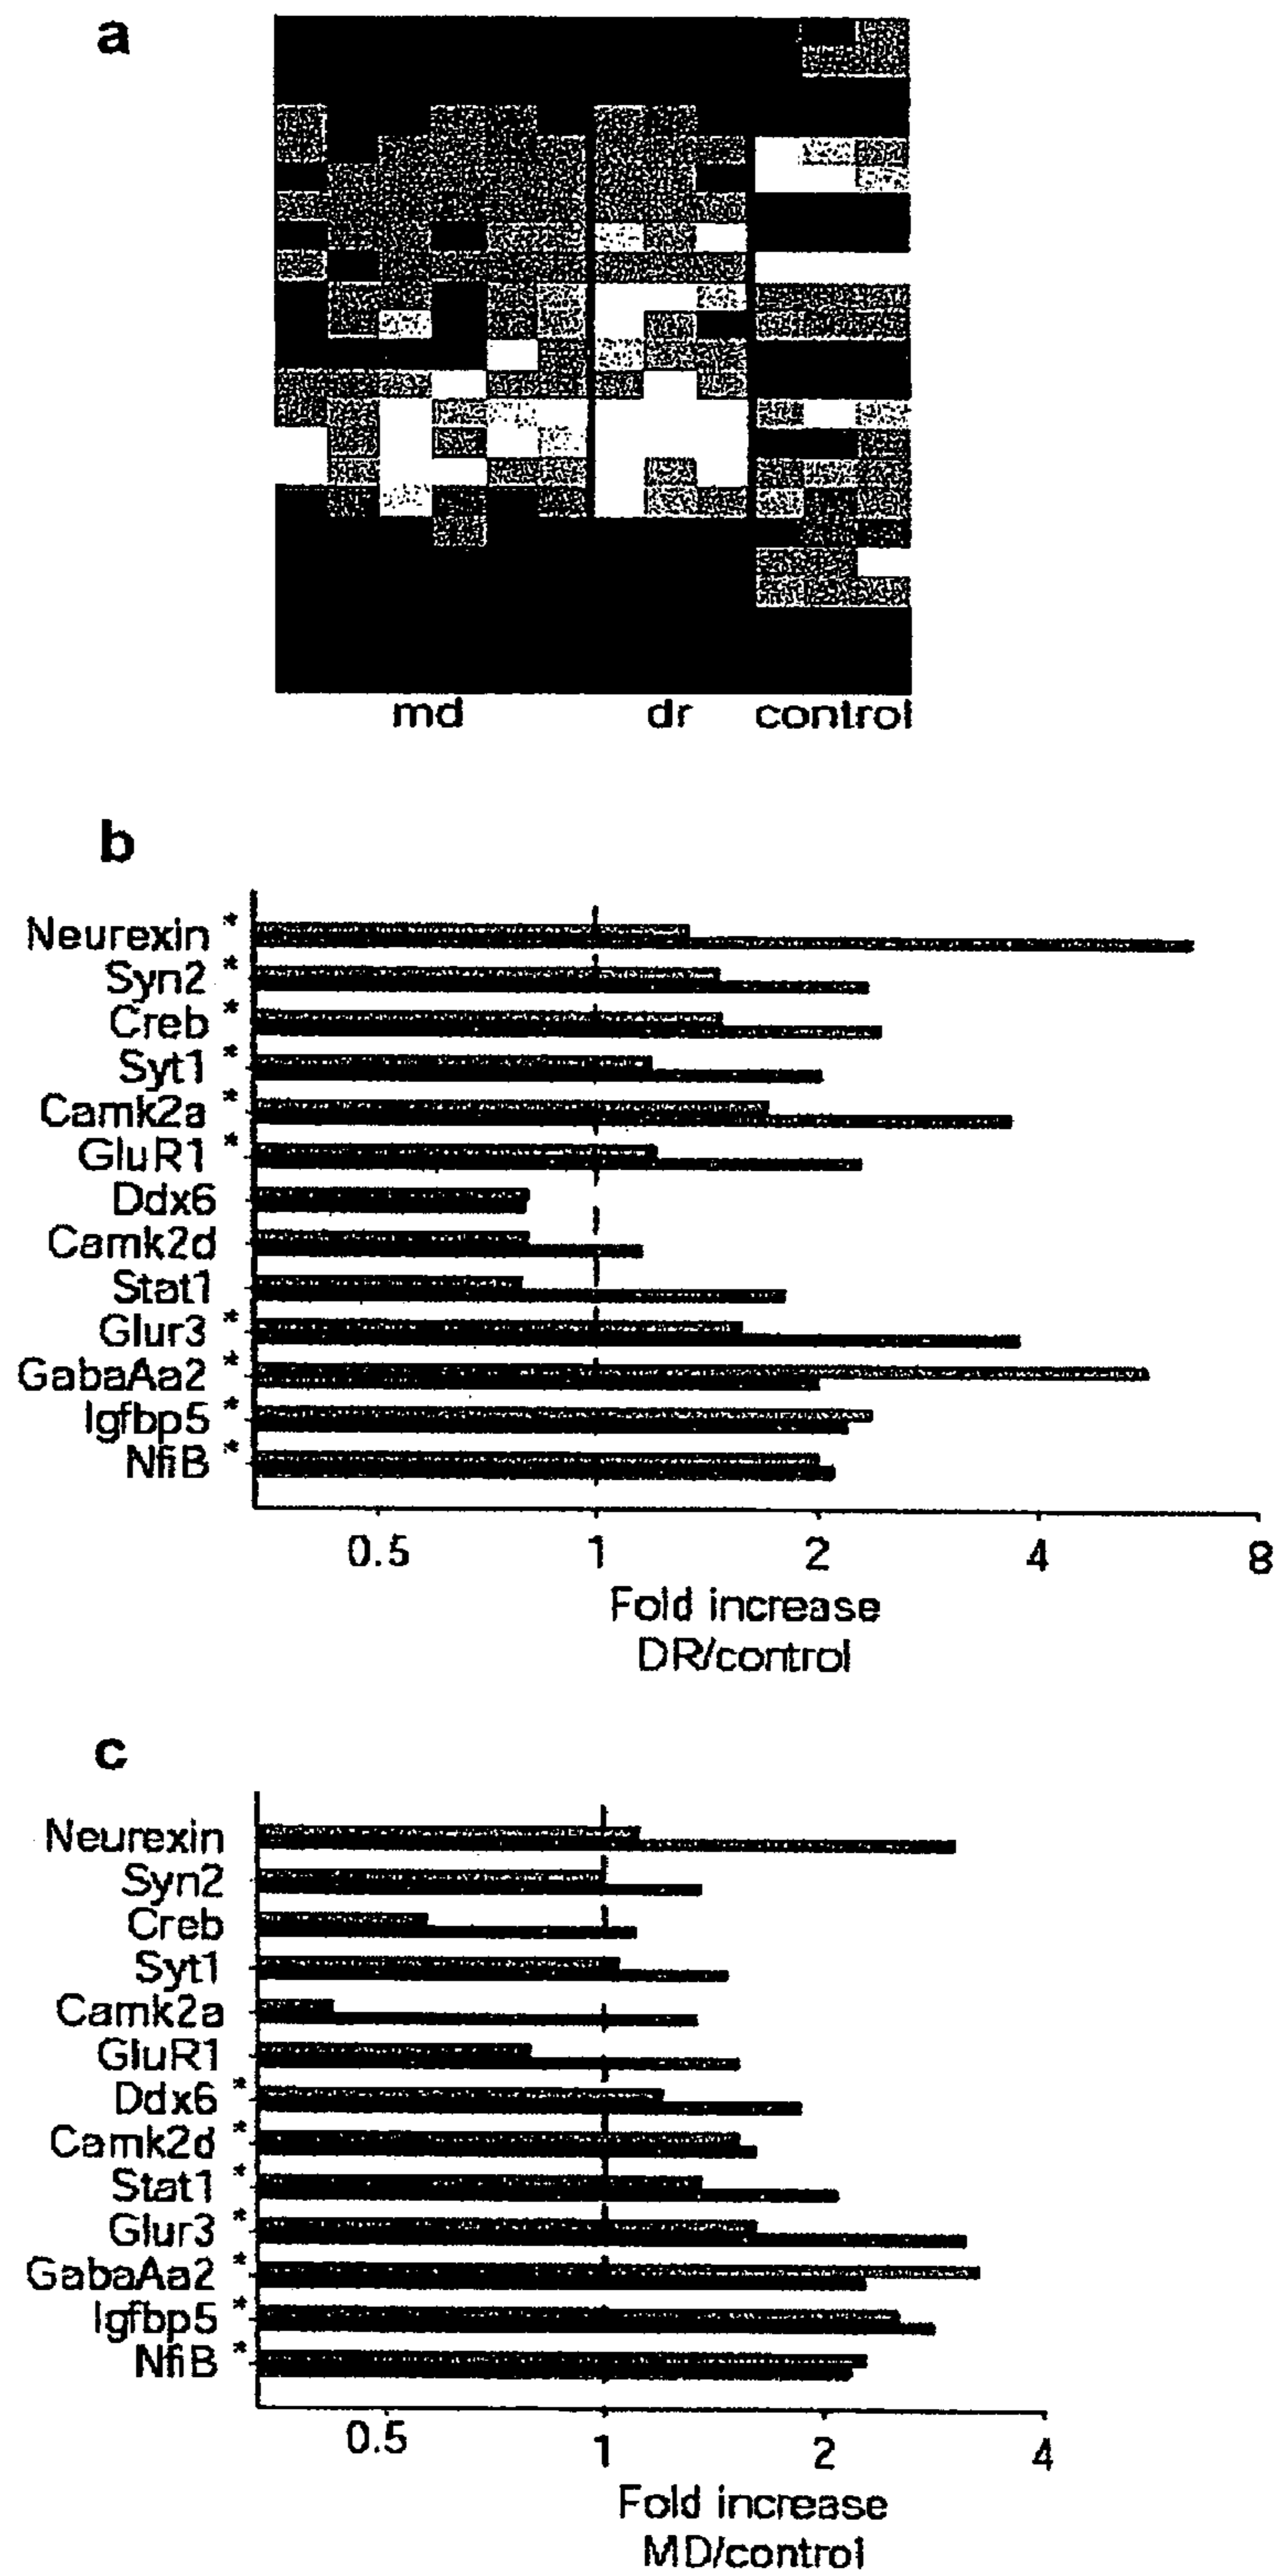 a
md dr control
b
Neurexin *
Syn2 *
Creb *
Syt1 *
Camk2a *
GluR1 *
Ddx6
Camk2d
Stat1
Glur3 *
GabaAa2 *
Igfbp5 *
NfiB *
0.5 1 2 4 8
Fold increase
DR/control
c
Neurexin
Syn2
Creb
Syt1
Camk2a
GluR1
Ddx6 *
Camk2d *
Stat1 *
Glur3 *
GabaAa2 *
Igfbp5 *
NfiB *
0.5 1 2 4
Fold increase
MD/control